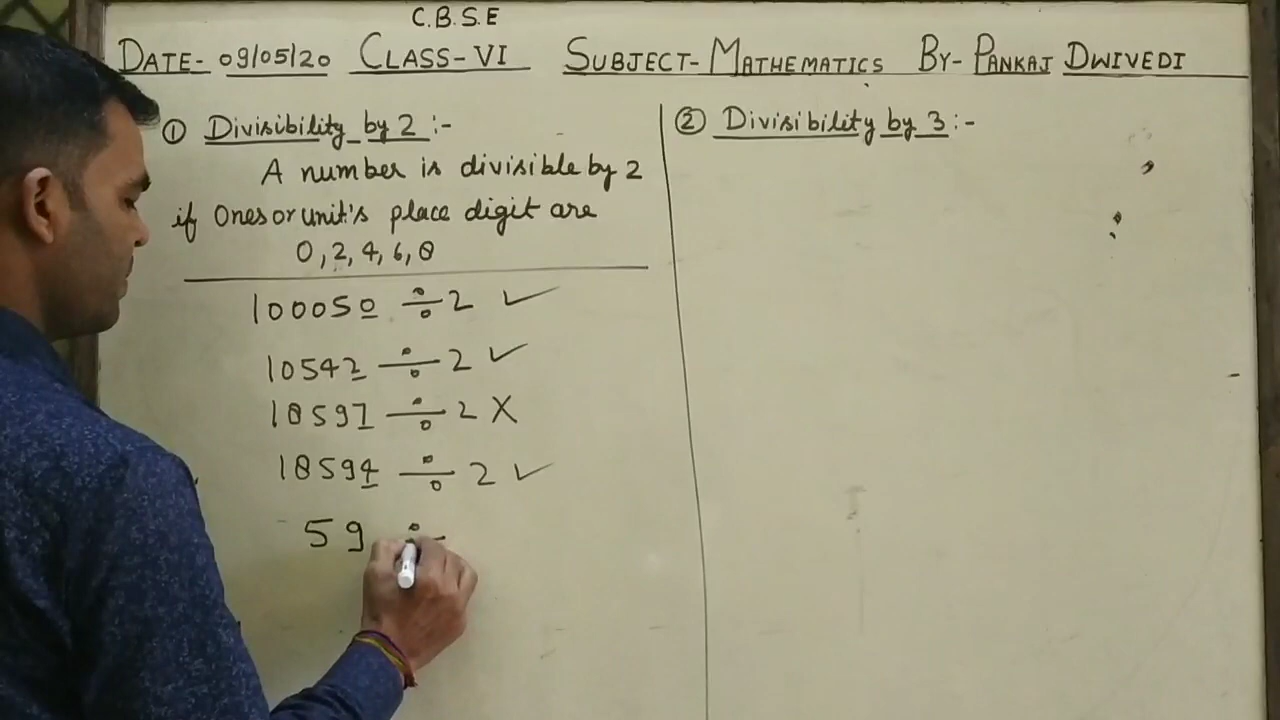 C.B.S.E
DATE- 09/05/20 CLASS-VI SUBJECT- MATHEMATICS BY- PANKAJ DWIVEDI
① Divisibility by 2 :-
A number is divisible by 2
if Ones or unit's place digit are
0, 2, 4, 6, 8
100050 ÷ 2 ✓
10542 ÷ 2 ✓
18597 ÷ 2 X
18594 ÷ 2 ✓
59 ÷
② Divisibility by 3 :-